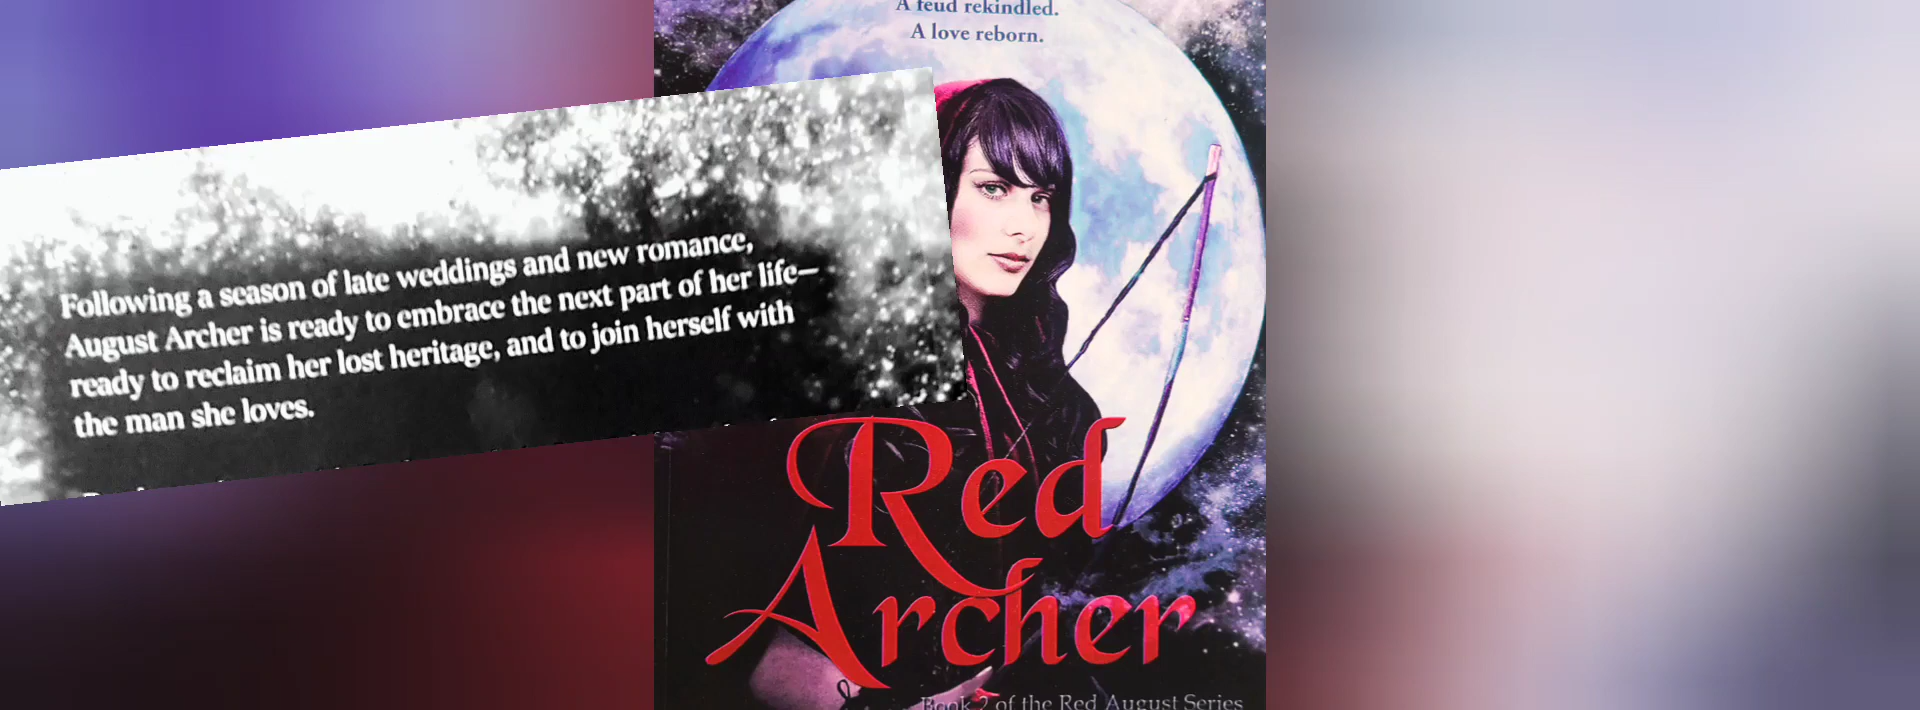 A feud rekindled.
A love reborn.
Following a season of late weddings and new romance,
August Archer is ready to embrace the next part of her life—
ready to reclaim her lost heritage, and to join herself with
the man she loves.
Red
Archer
Book 2 of the Red August Series